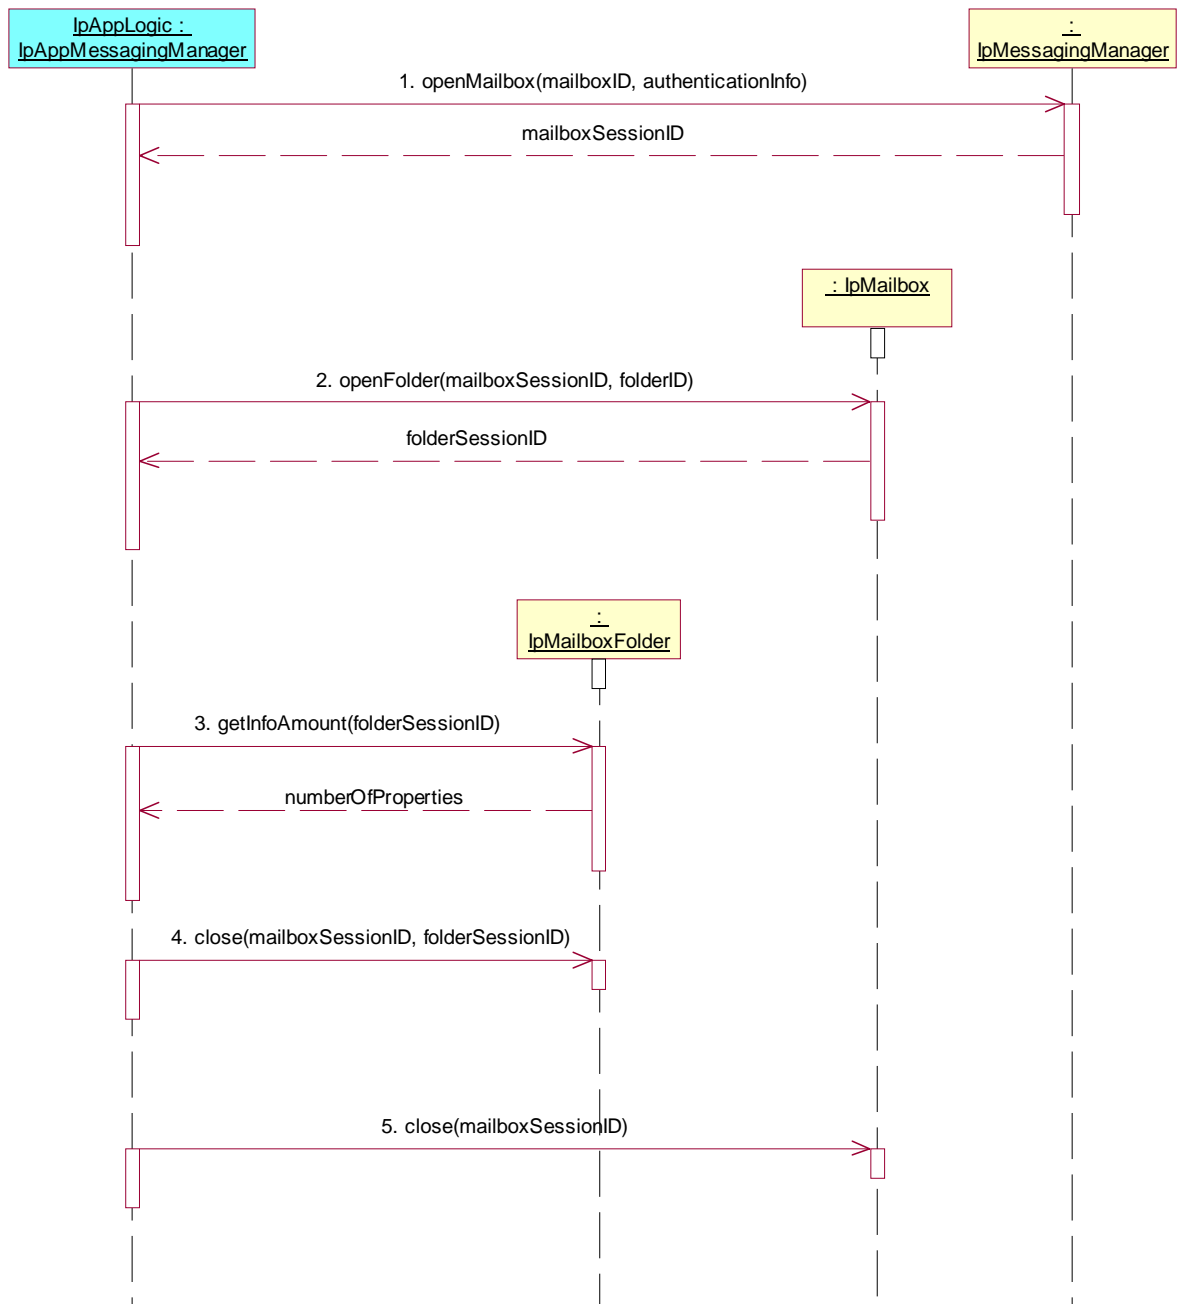 IpAppLogic :
IpAppMessagingManager
:
IpMessagingManager
1. openMailbox(mailboxID, authenticationInfo)
mailboxSessionID
: IpMailbox
2. openFolder(mailboxSessionID, folderID)
folderSessionID
:
IpMailboxFolder
3. getInfoAmount(folderSessionID)
numberOfProperties
4. close(mailboxSessionID, folderSessionID)
5. close(mailboxSessionID)